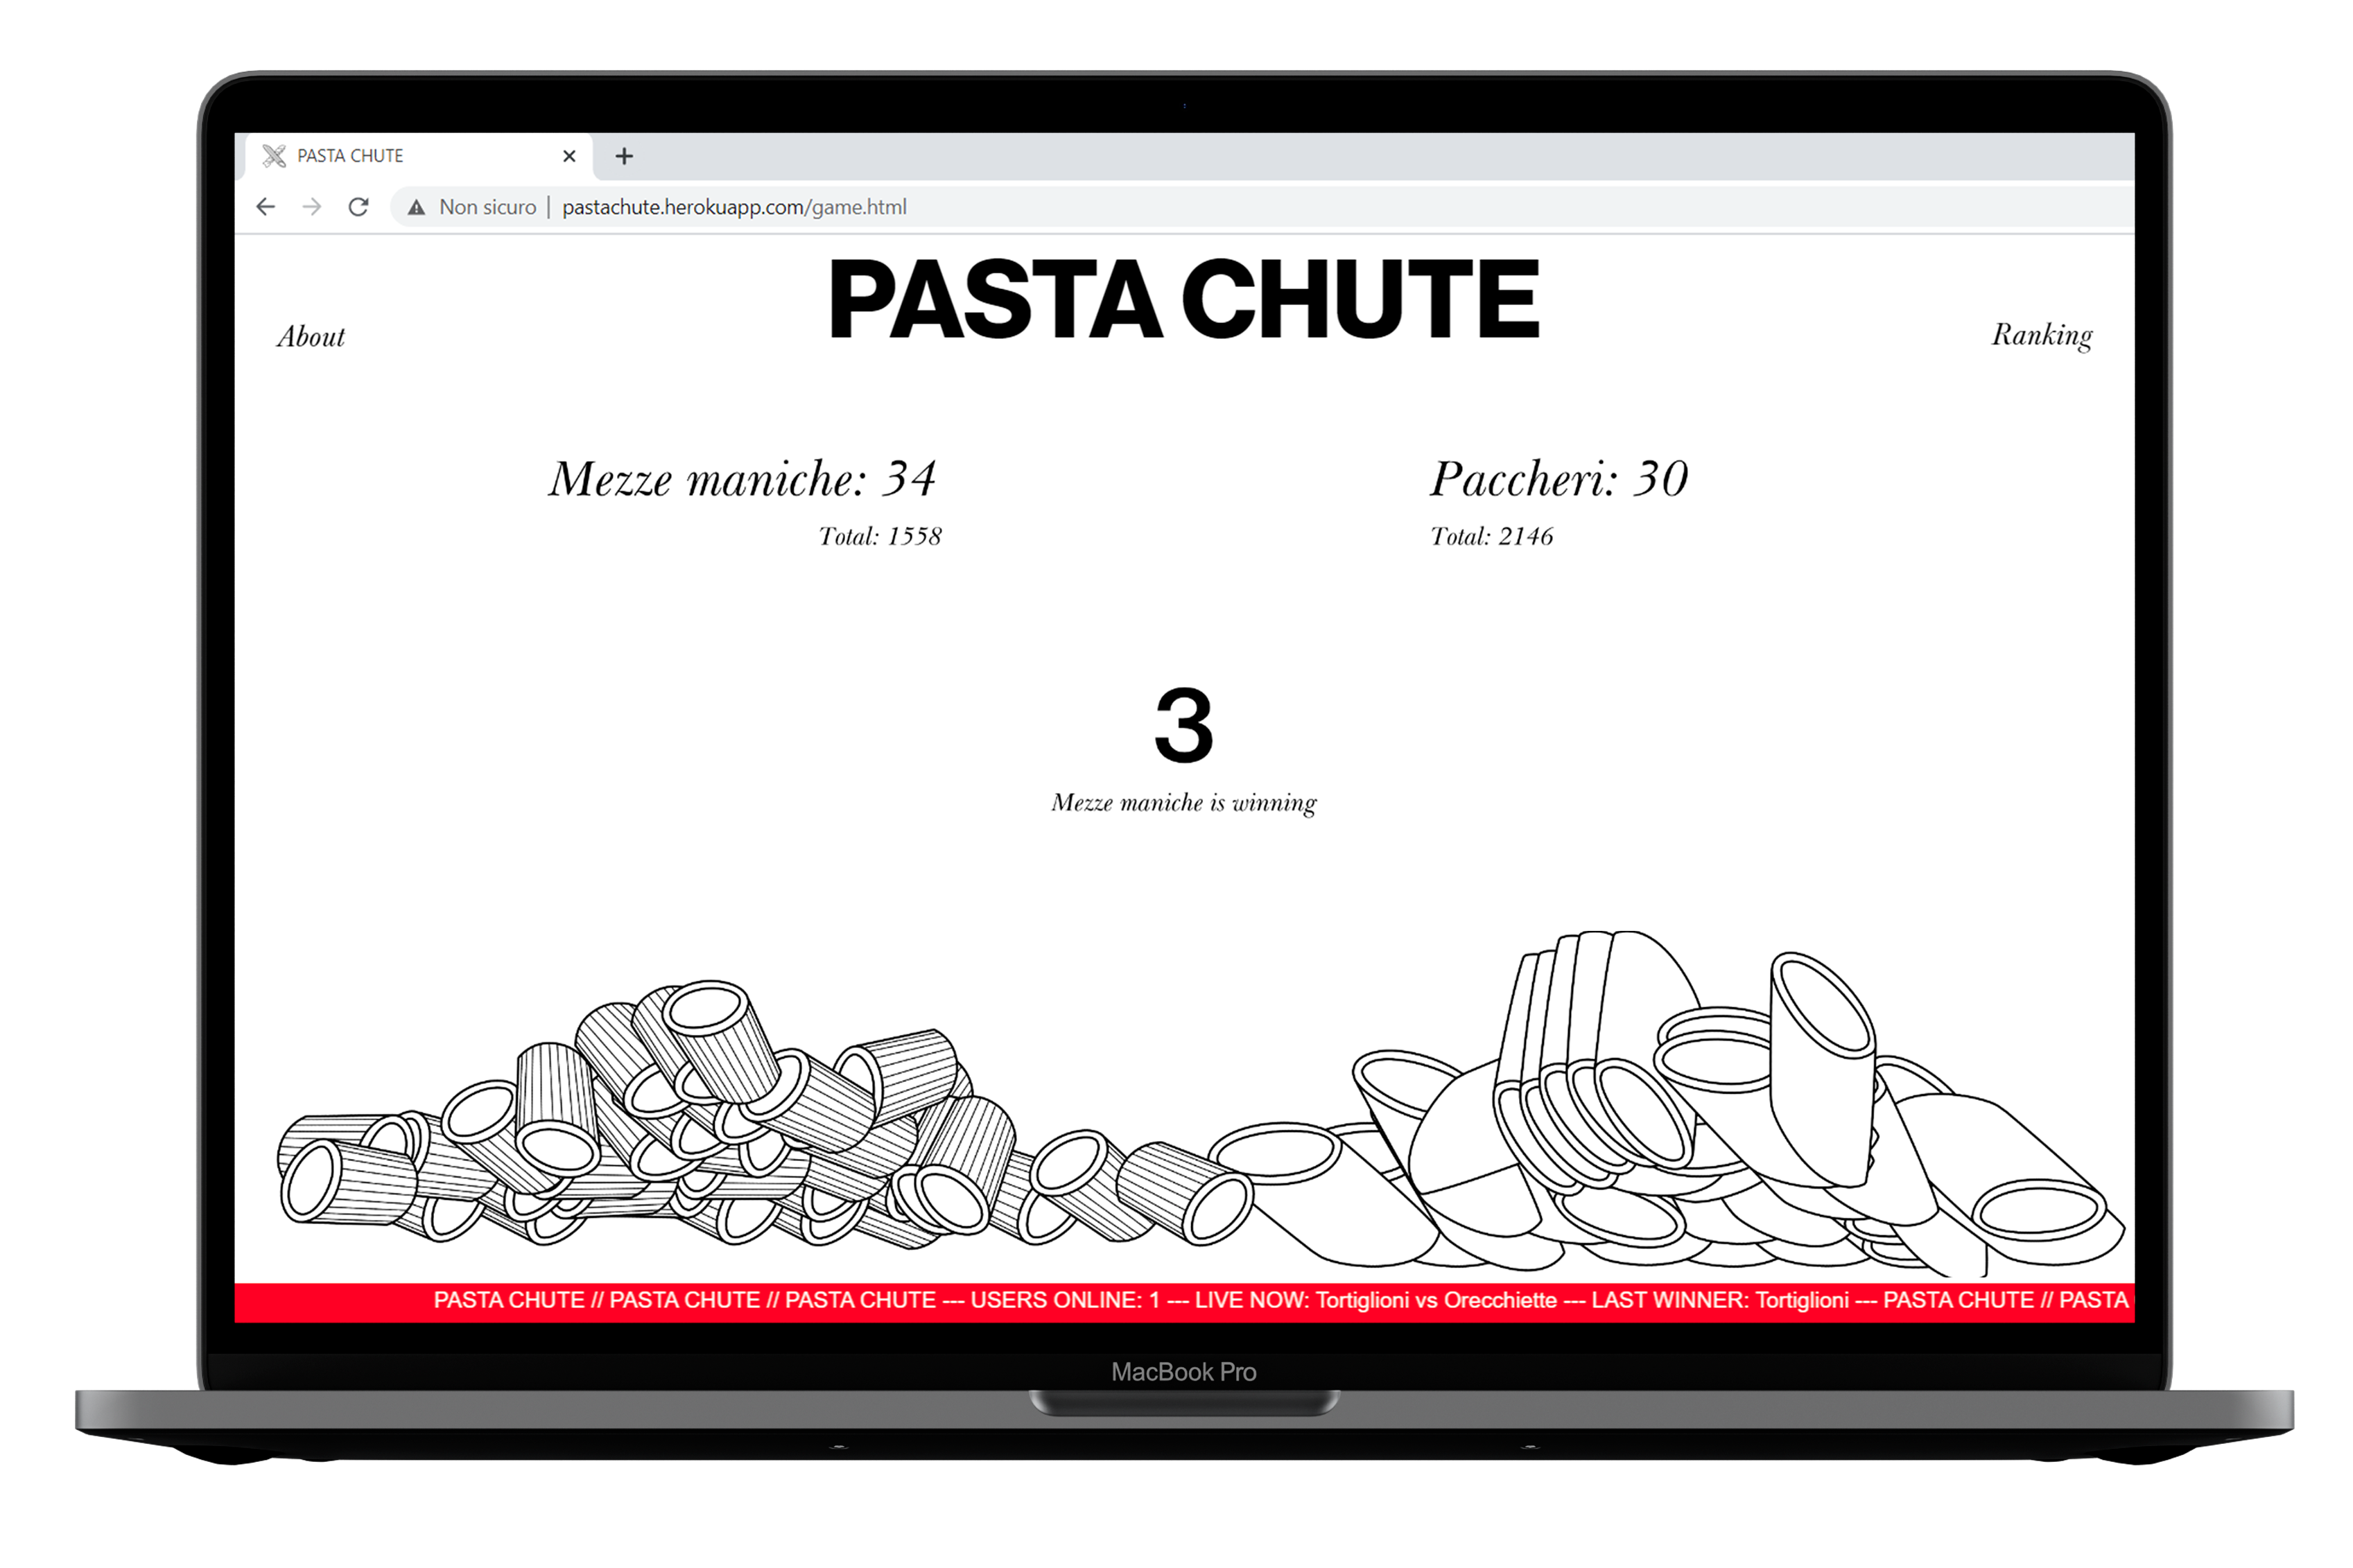 PASTA CHUTE
Non sicuro | pastachute.herokuapp.com/game.html
PASTA CHUTE
About
Ranking
Mezze maniche: 34
Paccheri: 30
Total: 1558
Total: 2146
3
Mezze maniche is winning
PASTA CHUTE // PASTA CHUTE // PASTA CHUTE --- USERS ONLINE: 1 --- LIVE NOW: Tortiglioni vs Orecchiette --- LAST WINNER: Tortiglioni --- PASTA CHUTE // PASTA
MacBook Pro